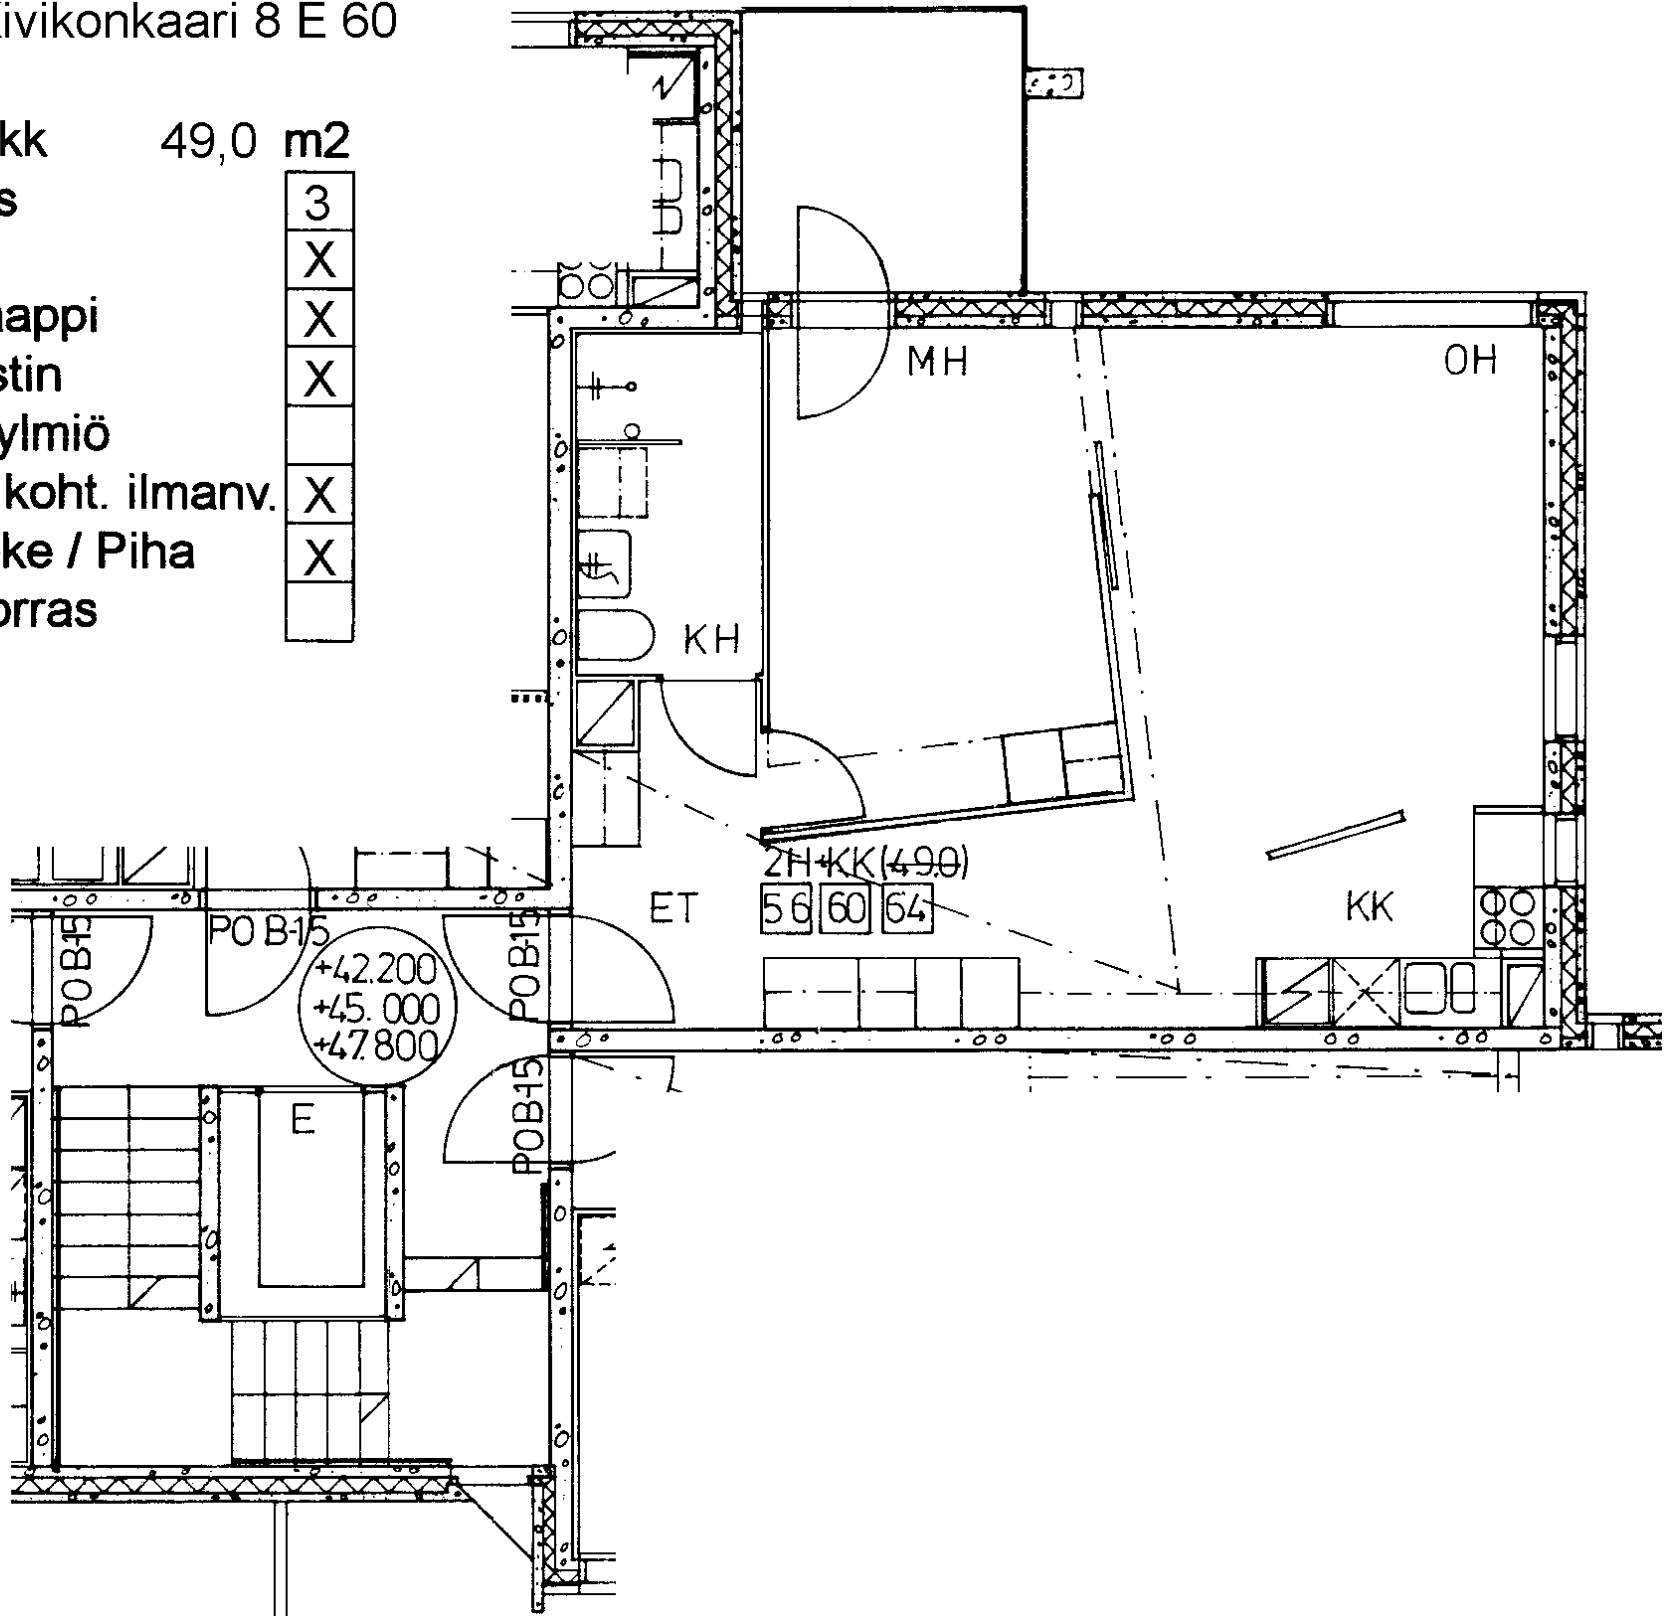 ivikonkaari 8 E 60
kk 49,0 m2
s 3
X
aappi X
stin X
ylmiö
koht. ilmanv. X
ke / Piha X
orras
MH
OH
KH
2H+KK(49.0)
56 60 64
ET
KK
PO B-15
PO B-15
PO B-15
+42.200
+45.000
+47.800
E
PO B-15